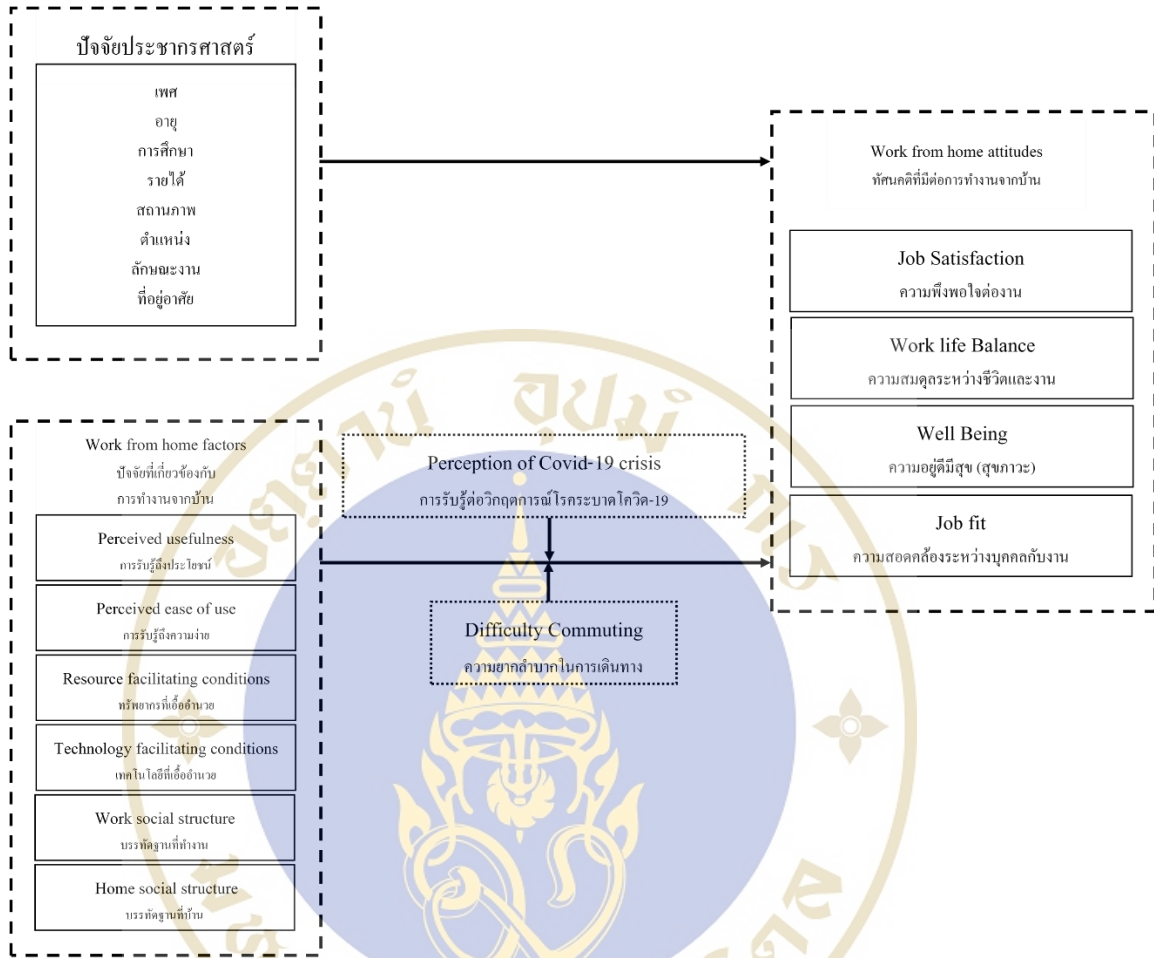 ปัจจัยประชากรศาสตร์
เพศ
อายุ
การศึกษา
รายได้
สถานภาพ
ตำแหน่ง
ลักษณะงาน
ที่อยู่อาศัย
Work from home attitudes
ทัศนคติที่มีต่อการทำงานจากบ้าน
Job Satisfaction
ความพึงพอใจต่องาน
Work life Balance
ความสมดุลระหว่างชีวิตและงาน
Well Being
ความอยู่ดีมีสุข (สุขภาวะ)
Job fit
ความสอดคล้องระหว่างบุคคลกับงาน
Work from home factors
ปัจจัยที่เกี่ยวข้องกับ
การทำงานจากบ้าน
Perceived usefulness
การรับรู้ถึงประโยชน์
Perceived ease of use
การรับรู้ถึงความง่าย
Resource facilitating conditions
ทรัพยากรที่เอื้ออำนวย
Technology facilitating conditions
เทคโนโลยีที่เอื้ออำนวย
Work social structure
บรรทัดฐานที่ทำงาน
Home social structure
บรรทัดฐานที่บ้าน
Perception of Covid-19 crisis
การรับรู้ต่อวิกฤตการณ์โรคระบาดโควิด-19
Difficulty Commuting
ความยากลำบากในการเดินทาง
อตฺตานํ อุปมํ กเร